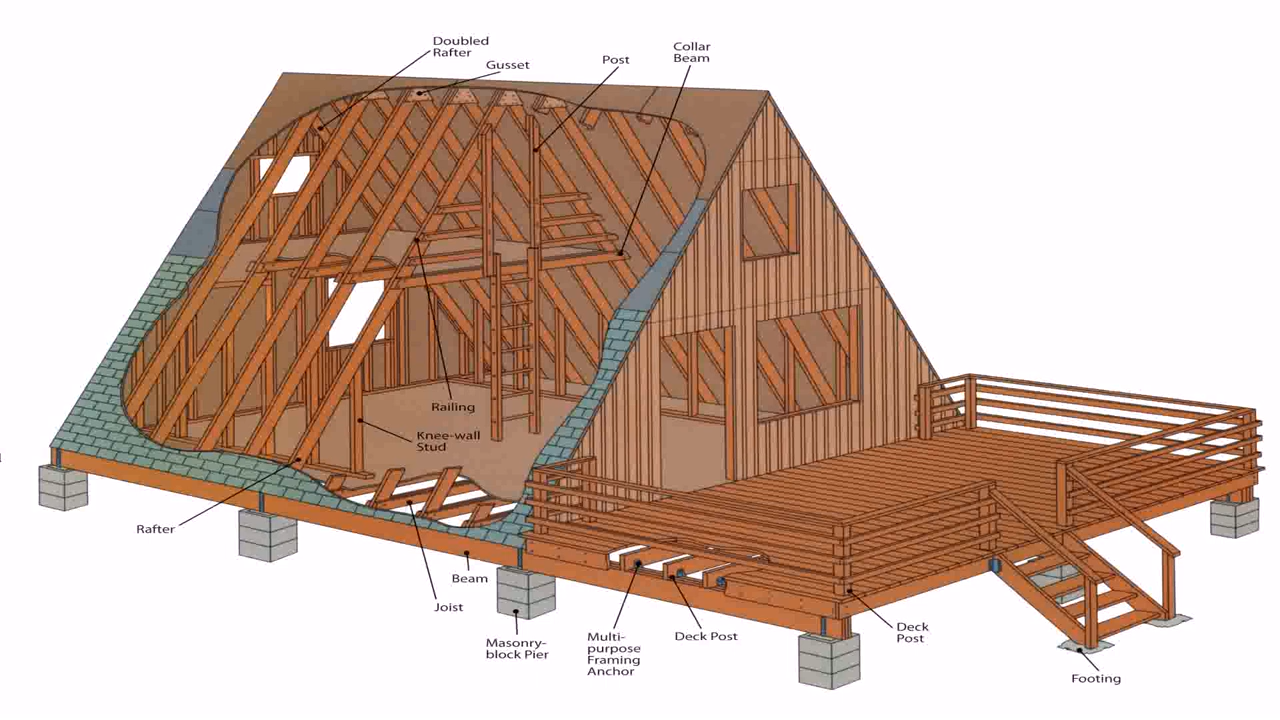 Doubled
Rafter
Gusset
Post
Collar
Beam
Railing
Knee-wall
Stud
Rafter
Beam
Joist
Masonry-
block Pier
Multi-
purpose
Framing
Anchor
Deck Post
Deck
Post
Footing